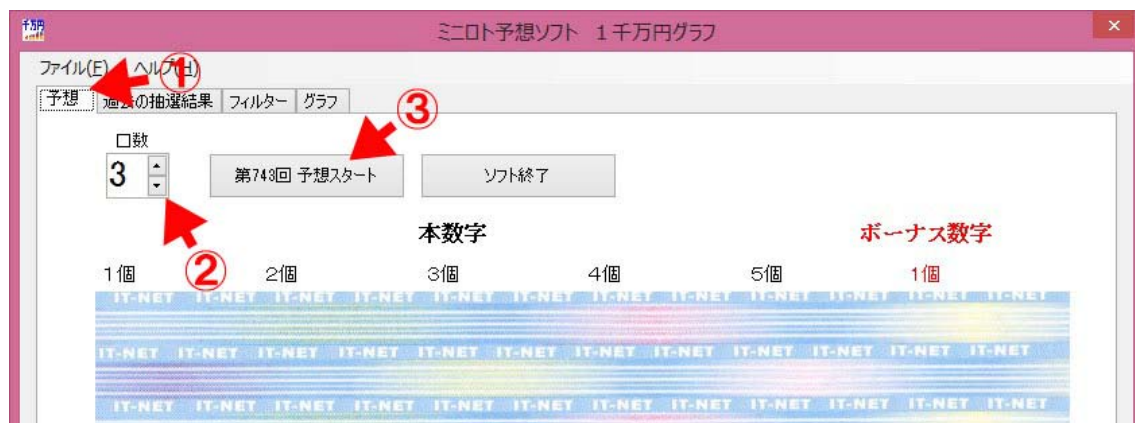 千万円
ミニロト予想ソフト １千万円グラフ
×
ファイル(F) ヘルプ(H)
①
予想 過去の抽選結果 フィルター グラフ
③
口数
3 第743回 予想スタート ソフト終了
②
本数字 ボーナス数字
1個 2個 3個 4個 5個 1個
IT-NET IT-NET IT-NET IT-NET IT-NET IT-NET IT-NET IT-NET IT-NET IT-NET IT-NET IT-NET
IT-NET IT-NET IT-NET IT-NET IT-NET IT-NET IT-NET IT-NET IT-NET IT-NET IT-NET IT-NET
IT-NET IT-NET IT-NET IT-NET IT-NET IT-NET IT-NET IT-NET IT-NET IT-NET IT-NET IT-NET